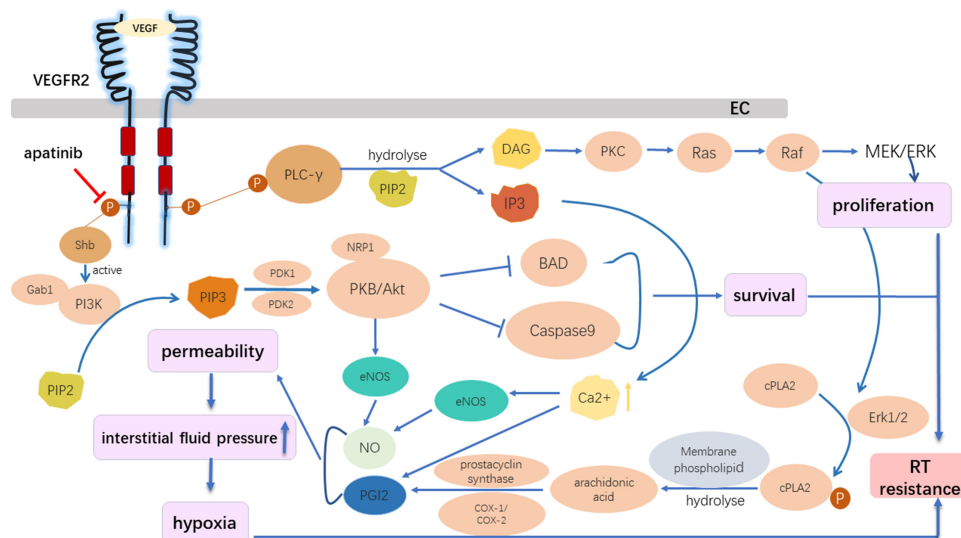 VEGF
VEGFR2
EC
apatinib
P
P
P
PLC-γ
hydrolyse
PIP2
DAG
IP3
PKC
Ras
Raf
MEK/ERK
proliferation
Shb
active
Gab1
PI3K
PIP2
PIP3
PDK1
PDK2
NRP1
PKB/Akt
BAD
Caspase9
survival
permeability
interstitial fluid pressure
hypoxia
eNOS
eNOS
Ca2+
NO
PGI2
prostacyclin
synthase
COX-1/
COX-2
arachidonic
acid
Membrane
phospholipid
hydrolyse
cPLA2
Erk1/2
cPLA2
P
RT
resistance